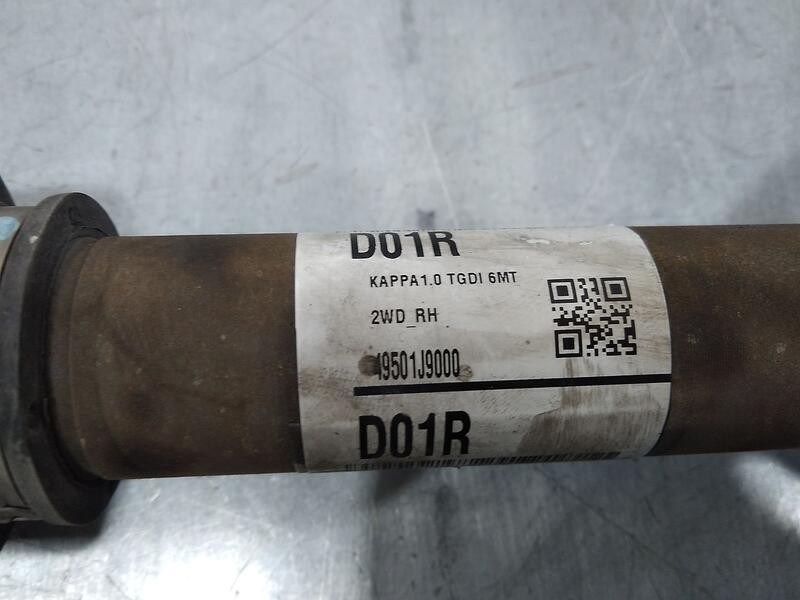 D01R
KAPPA1.0 TGDI 6MT
2WD_RH
49501J9000
D01R